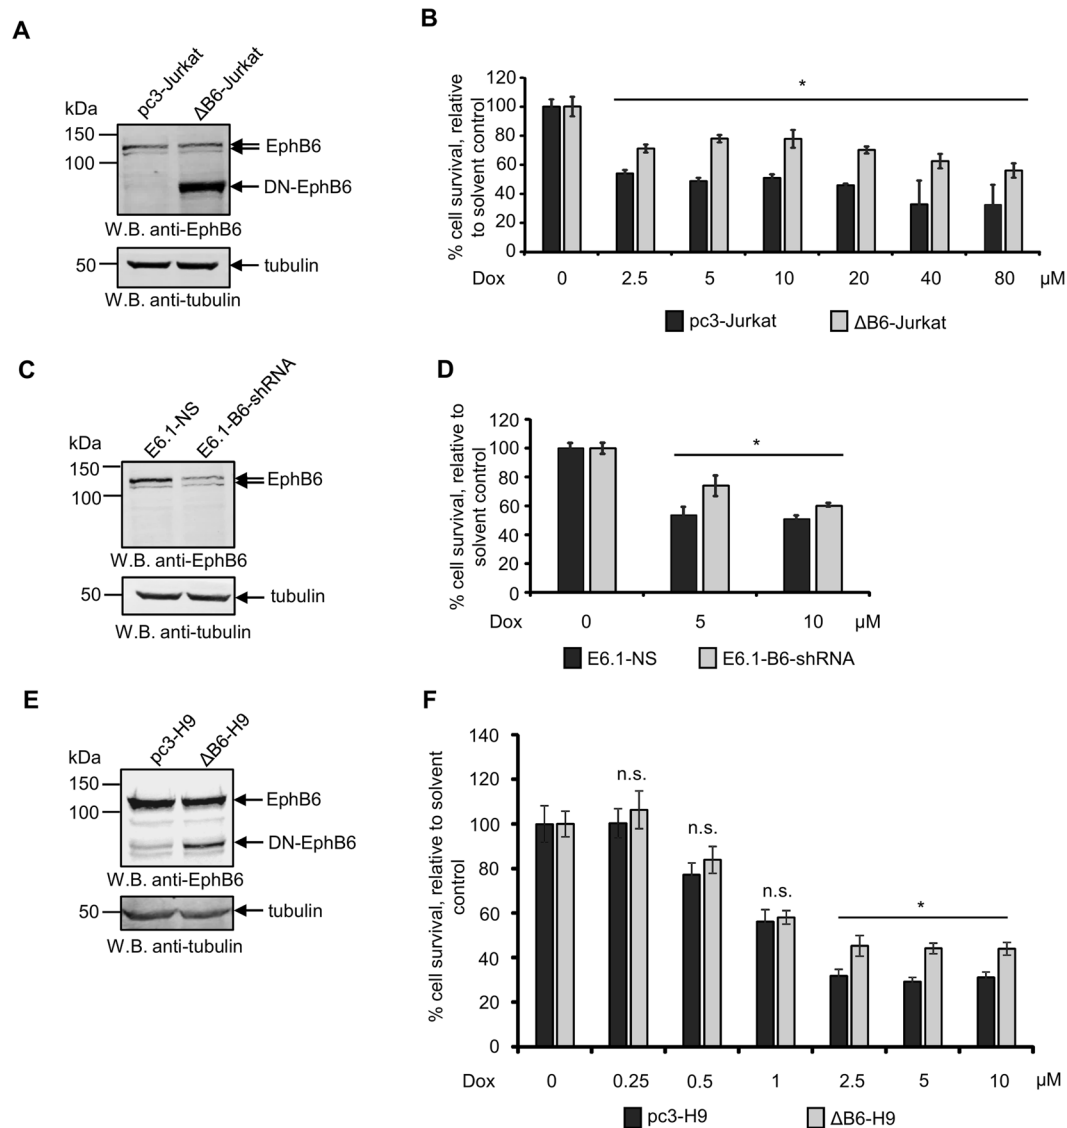 A
pc3-Jurkat
ΔB6-Jurkat
kDa
150
100
EphB6
DN-EphB6
W.B. anti-EphB6
50
tubulin
W.B. anti-tubulin
B
% cell survival, relative
to solvent control
120
100
80
60
40
20
0
*
Dox 0 2.5 5 10 20 40 80 μM
pc3-Jurkat ΔB6-Jurkat
C
E6.1-NS
E6.1-B6-shRNA
kDa
150
100
EphB6
W.B. anti-EphB6
50
tubulin
W.B. anti-tubulin
D
% cell survival, relative to
solvent control
120
100
80
60
40
20
0
*
Dox 0 5 10 μM
E6.1-NS E6.1-B6-shRNA
E
pc3-H9
ΔB6-H9
kDa
150
100
EphB6
DN-EphB6
W.B. anti-EphB6
50
tubulin
W.B. anti-tubulin
F
% cell survival, relative to solvent
control
140
120
100
80
60
40
20
0
n.s.
n.s.
n.s.
*
Dox 0 0.25 0.5 1 2.5 5 10 μM
pc3-H9 ΔB6-H9